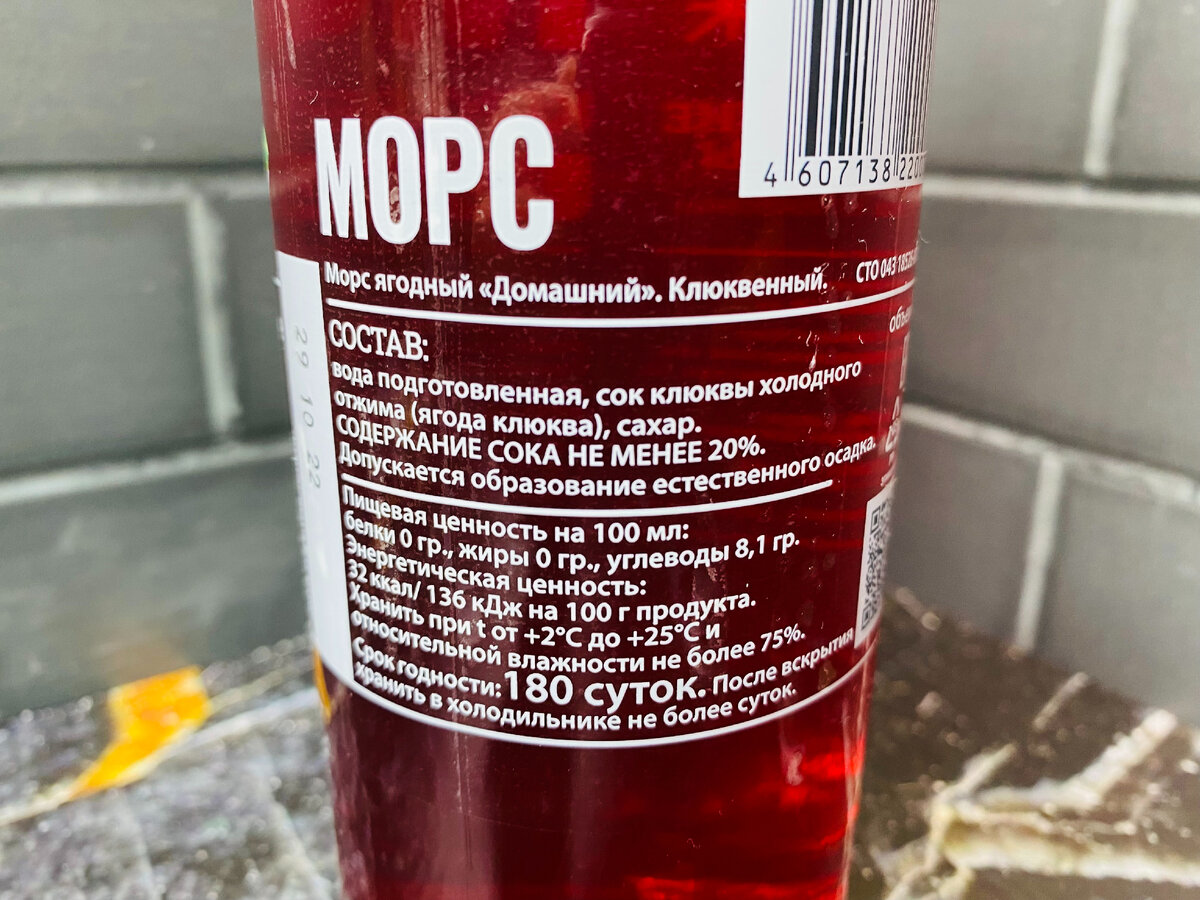 4 607138 220
МОРС
Морс ягодный «Домашний». Клюквенный.
СТО 043 18538
СОСТАВ:
вода подготовленная, сок клюквы холодного
отжима (ягода клюква), сахар.
СОДЕРЖАНИЕ СОКА НЕ МЕНЕЕ 20%.
Допускается образование естественного осадка.
Пищевая ценность на 100 мл:
белки 0 гр., жиры 0 гр., углеводы 8,1 гр.
Энергетическая ценность:
32 ккал/ 136 кДж на 100 г продукта.
Хранить при t от +2°C до +25°C и
относительной влажности не более 75%.
Срок годности: 180 суток. После вскрытия
хранить в холодильнике не более суток.
29 10 22